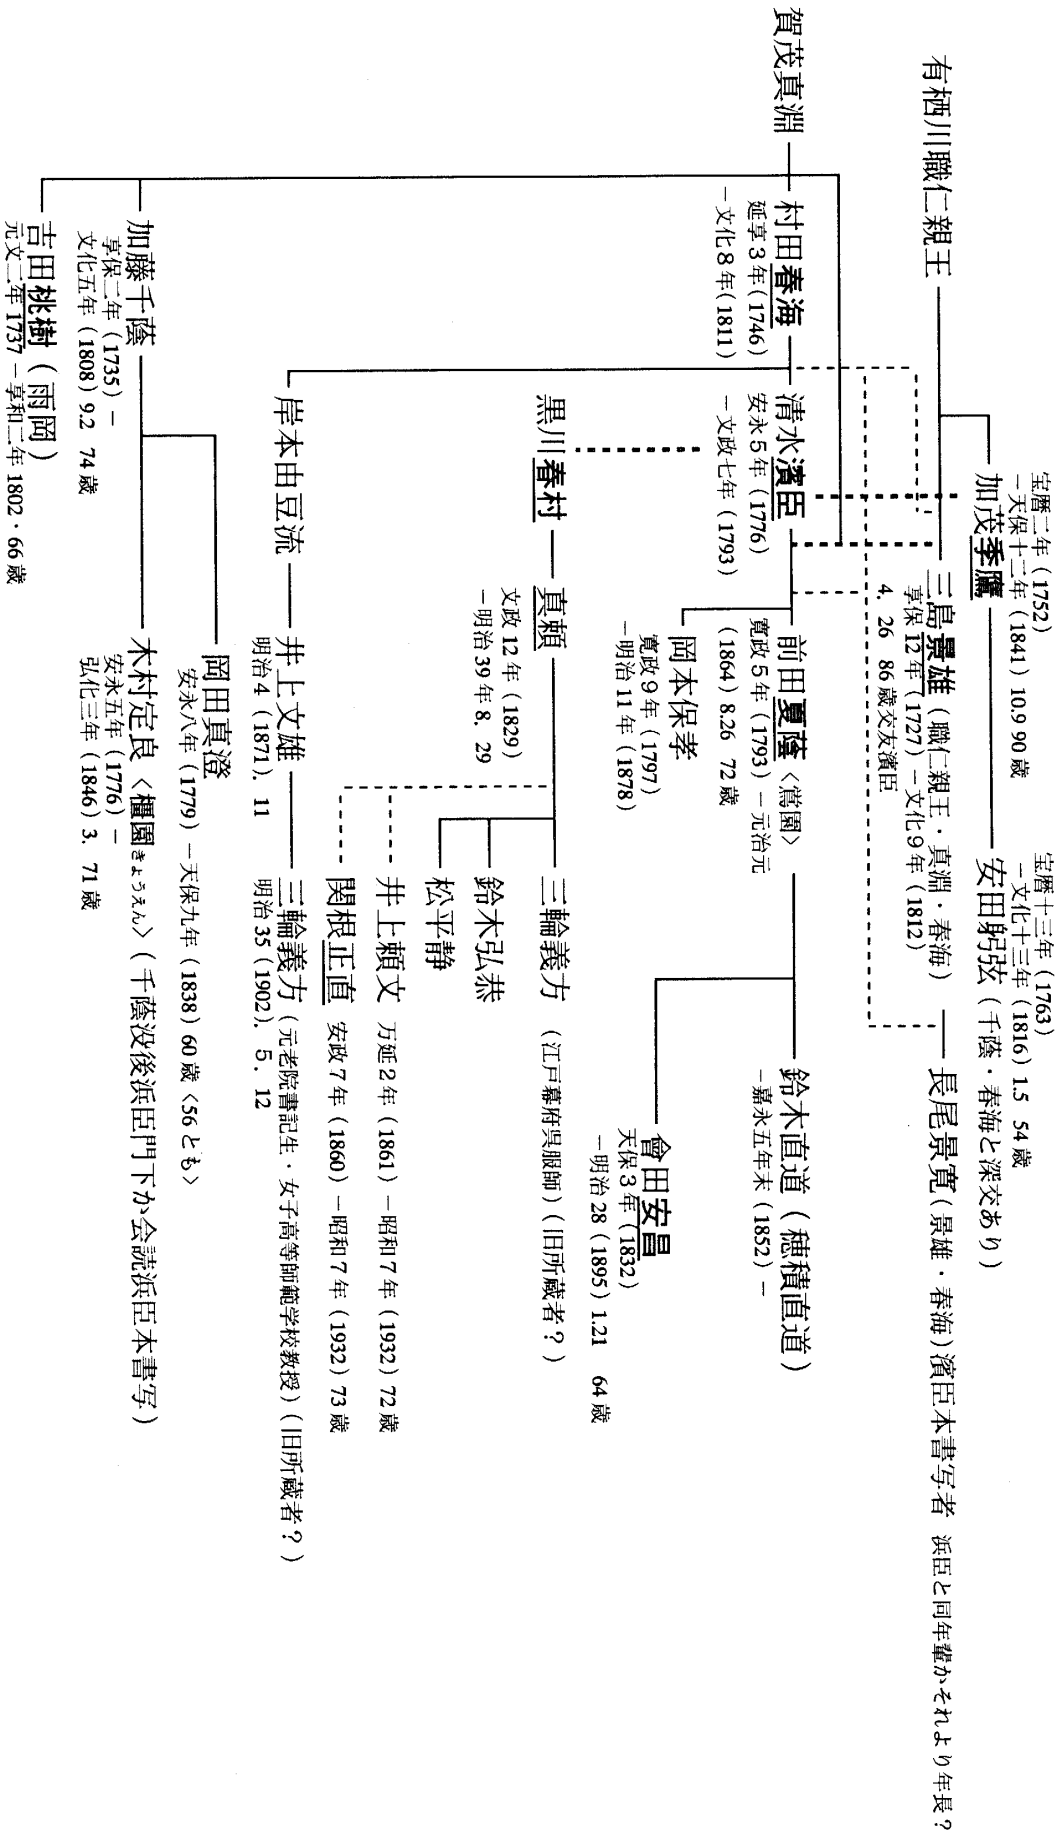 有栖川職仁親王
宝暦二年（1752）
－天保十二年（1841）10.9 90歳
加茂季鷹
宝暦十三年（1763）
－文化十三年（1816）1.5 54歳
安田躬弦（千蔭・春海と深交あり）
三島景雄（職仁親王・真淵・春海）
享保12年（1727）－文化9年（1812）
4. 26 86歳交友濱臣
長尾景寛（景雄・春海）濱臣本書写者 浜臣と同年輩かそれより年長？
賀茂真淵
村田春海
延享3年（1746）
－文化8年（1811）
清水濱臣
安永5年（1776）
－文政七年（1793）
前田夏蔭〈鶯園〉
寛政5年（1793）－元治元
（1864）8.26 72歳
鈴木直道（穂積直道）
－嘉永五年末（1852）－
會田安昌
天保3年（1832）
－明治28（1895）1.21 64歳
岡本保孝
寛政9年（1797）
－明治11年（1878）
黒川春村
真頼
文政12年（1829）
－明治39年8. 29
三輪義方（江戸幕府呉服師）（旧所蔵者？）
鈴木弘恭
松平静
井上頼文 万延2年（1861）－昭和7年（1932）72歳
関根正直 安政7年（1860）－昭和7年（1932）73歳
岸本由豆流
井上文雄
明治4（1871）. 11
三輪義方（元老院書記生・女子高等師範学校教授）（旧所蔵者？）
明治35（1902）. 5. 12
加藤千蔭
享保二年（1735）－
文化五年（1808）9.2 74歳
岡田真澄
安永八年（1779）－天保九年（1838）60歳〈56とも〉
木村定良〈橿園きょうえん〉（千蔭没後浜臣門下か会読浜臣本書写）
安永五年（1776）－
弘化三年（1846）3. 71歳
吉田桃樹（雨岡）
元文二年1737－享和二年1802・66歳